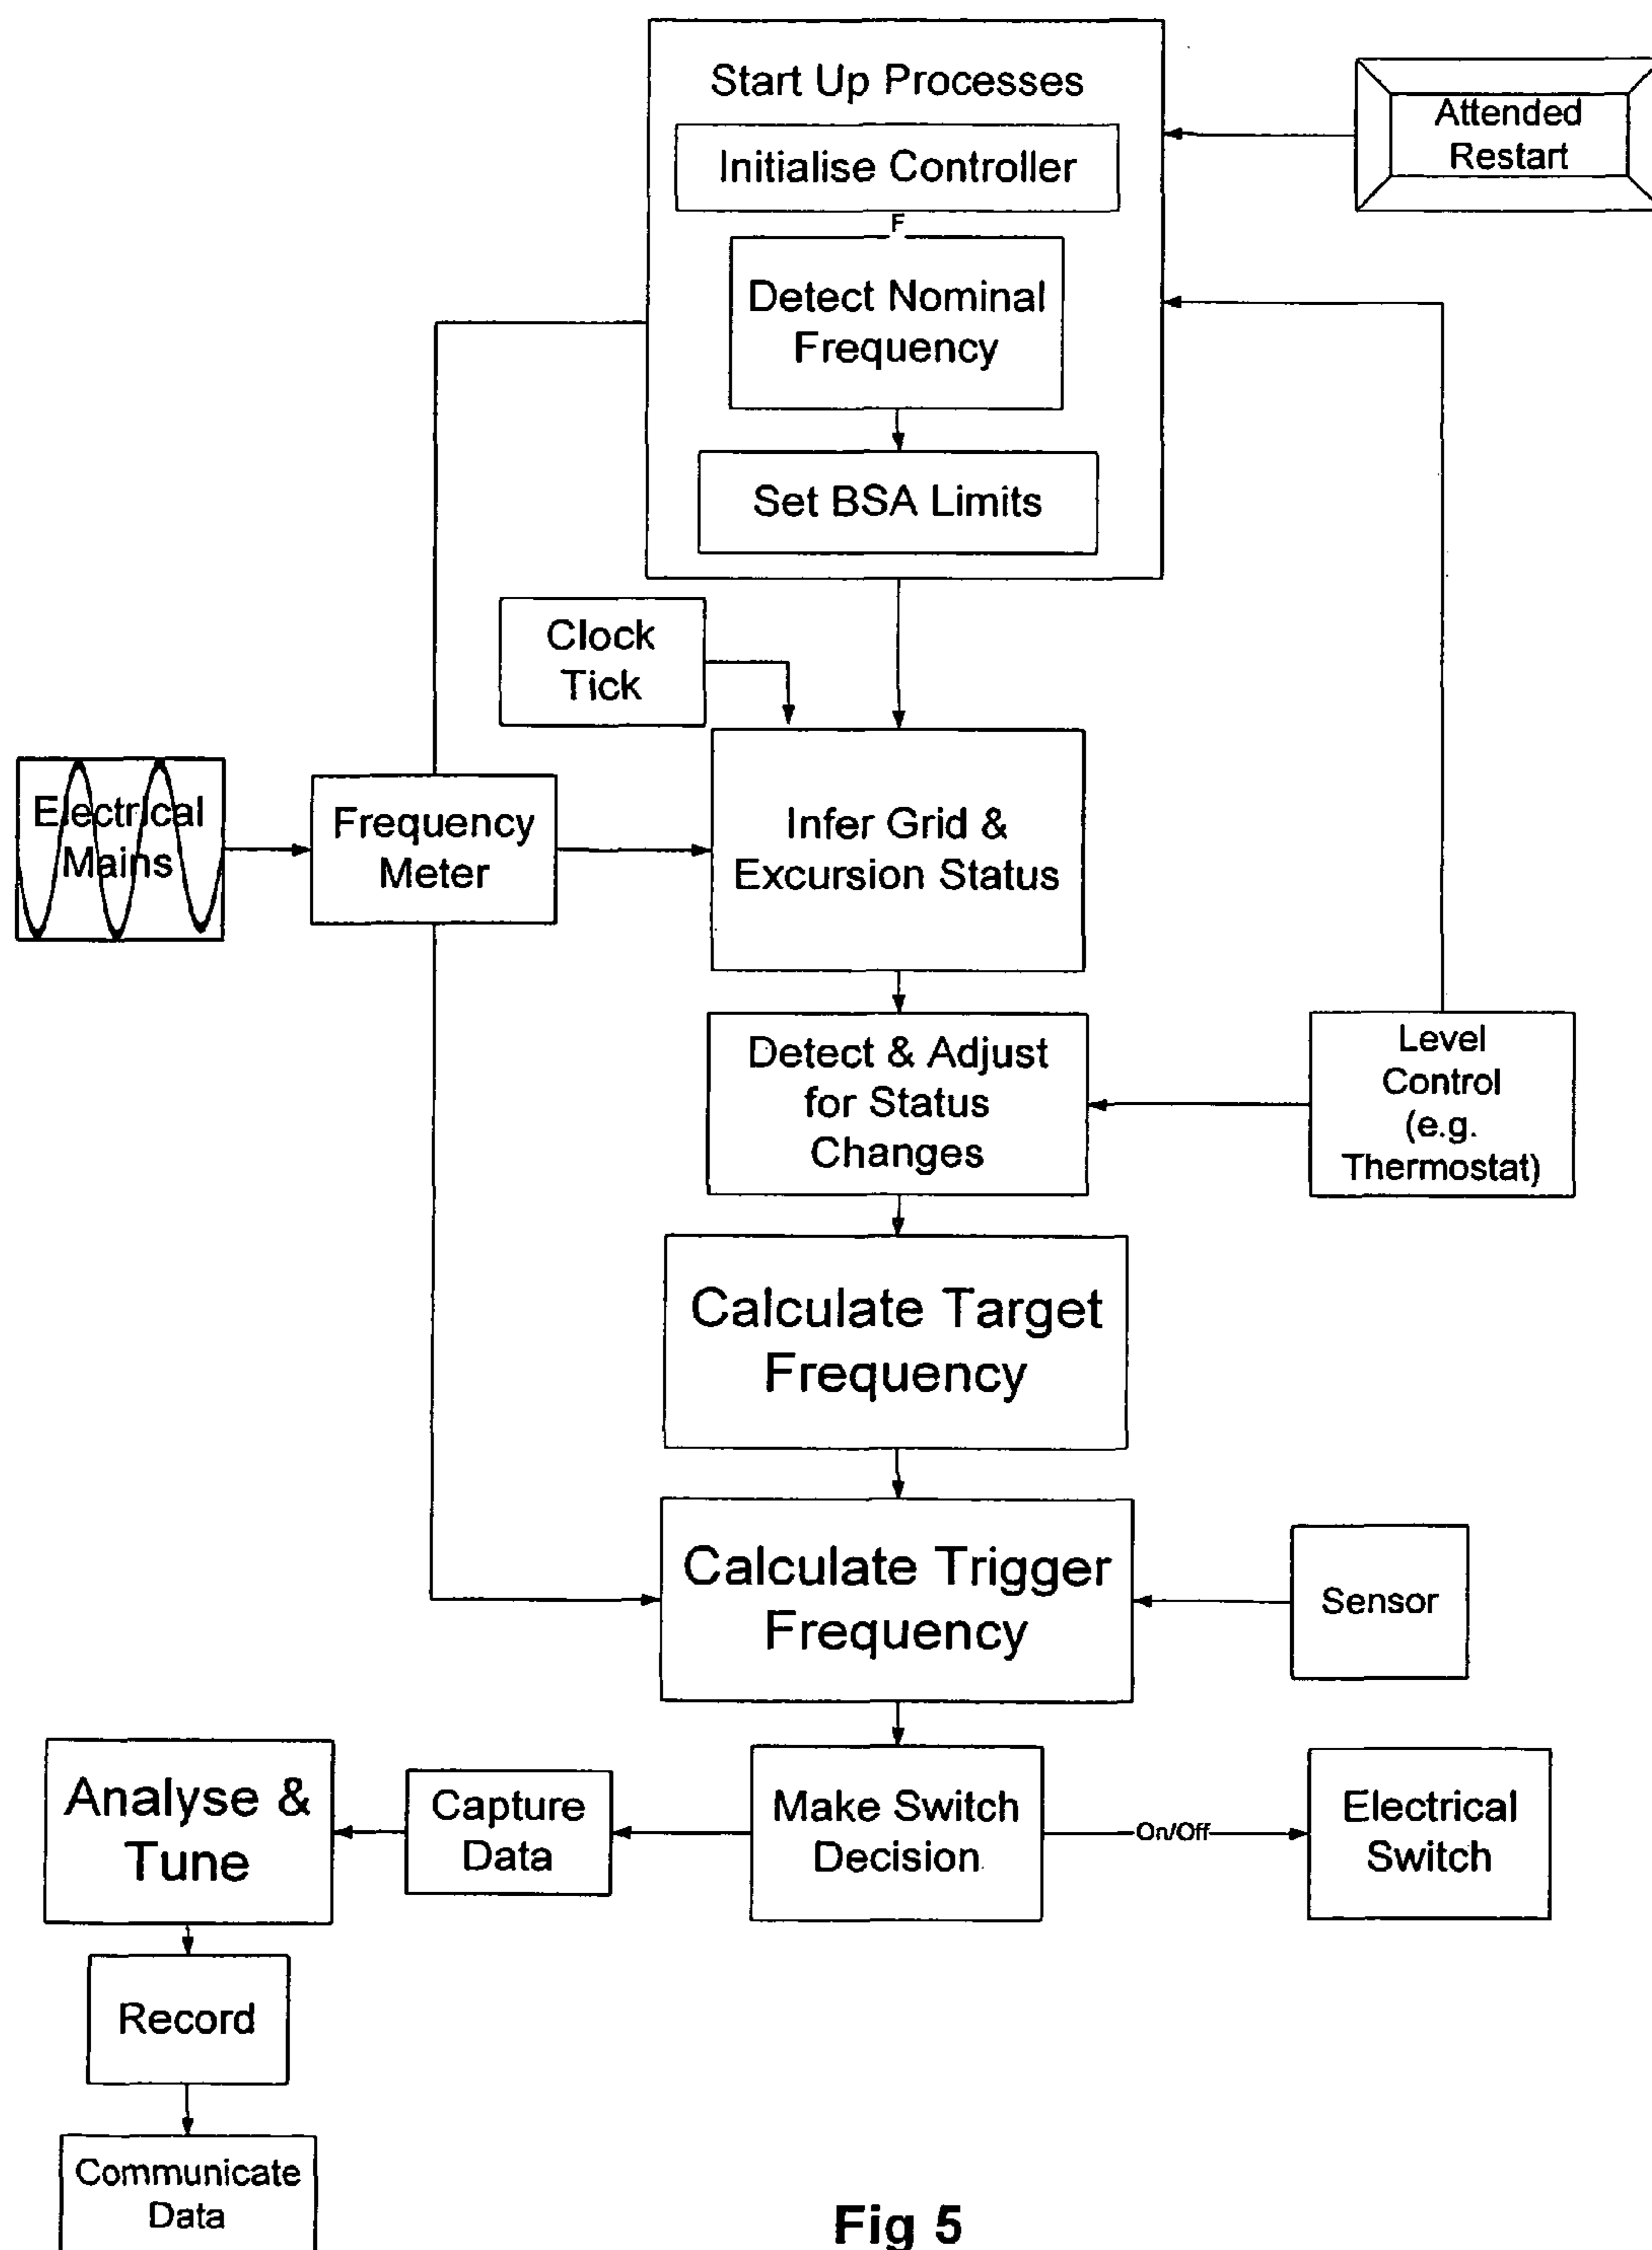 Start Up Processes
Attended
Restart
Initialise Controller
F
Detect Nominal
Frequency
Set BSA Limits
Clock
Tick
Electrical
Mains
Frequency
Meter
Infer Grid &
Excursion Status
Detect & Adjust
for Status
Changes
Level
Control
(e.g.
Thermostat)
Calculate Target
Frequency
Calculate Trigger
Frequency
Sensor
Analyse &
Tune
Capture
Data
Make Switch
Decision
On/Off
Electrical
Switch
Record
Communicate
Data
Fig 5